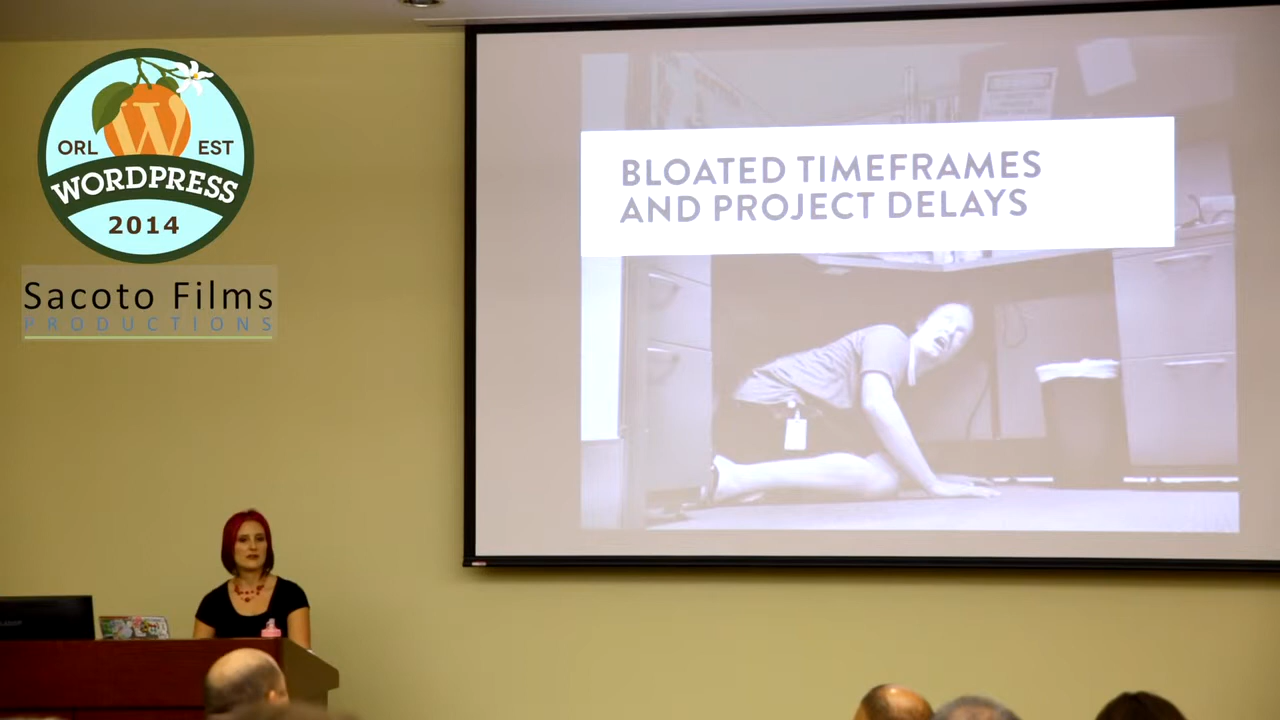 ORL EST
W
WORDPRESS
2014
Sacoto Films
PRODUCTIONS
BLOATED TIMEFRAMES
AND PROJECT DELAYS